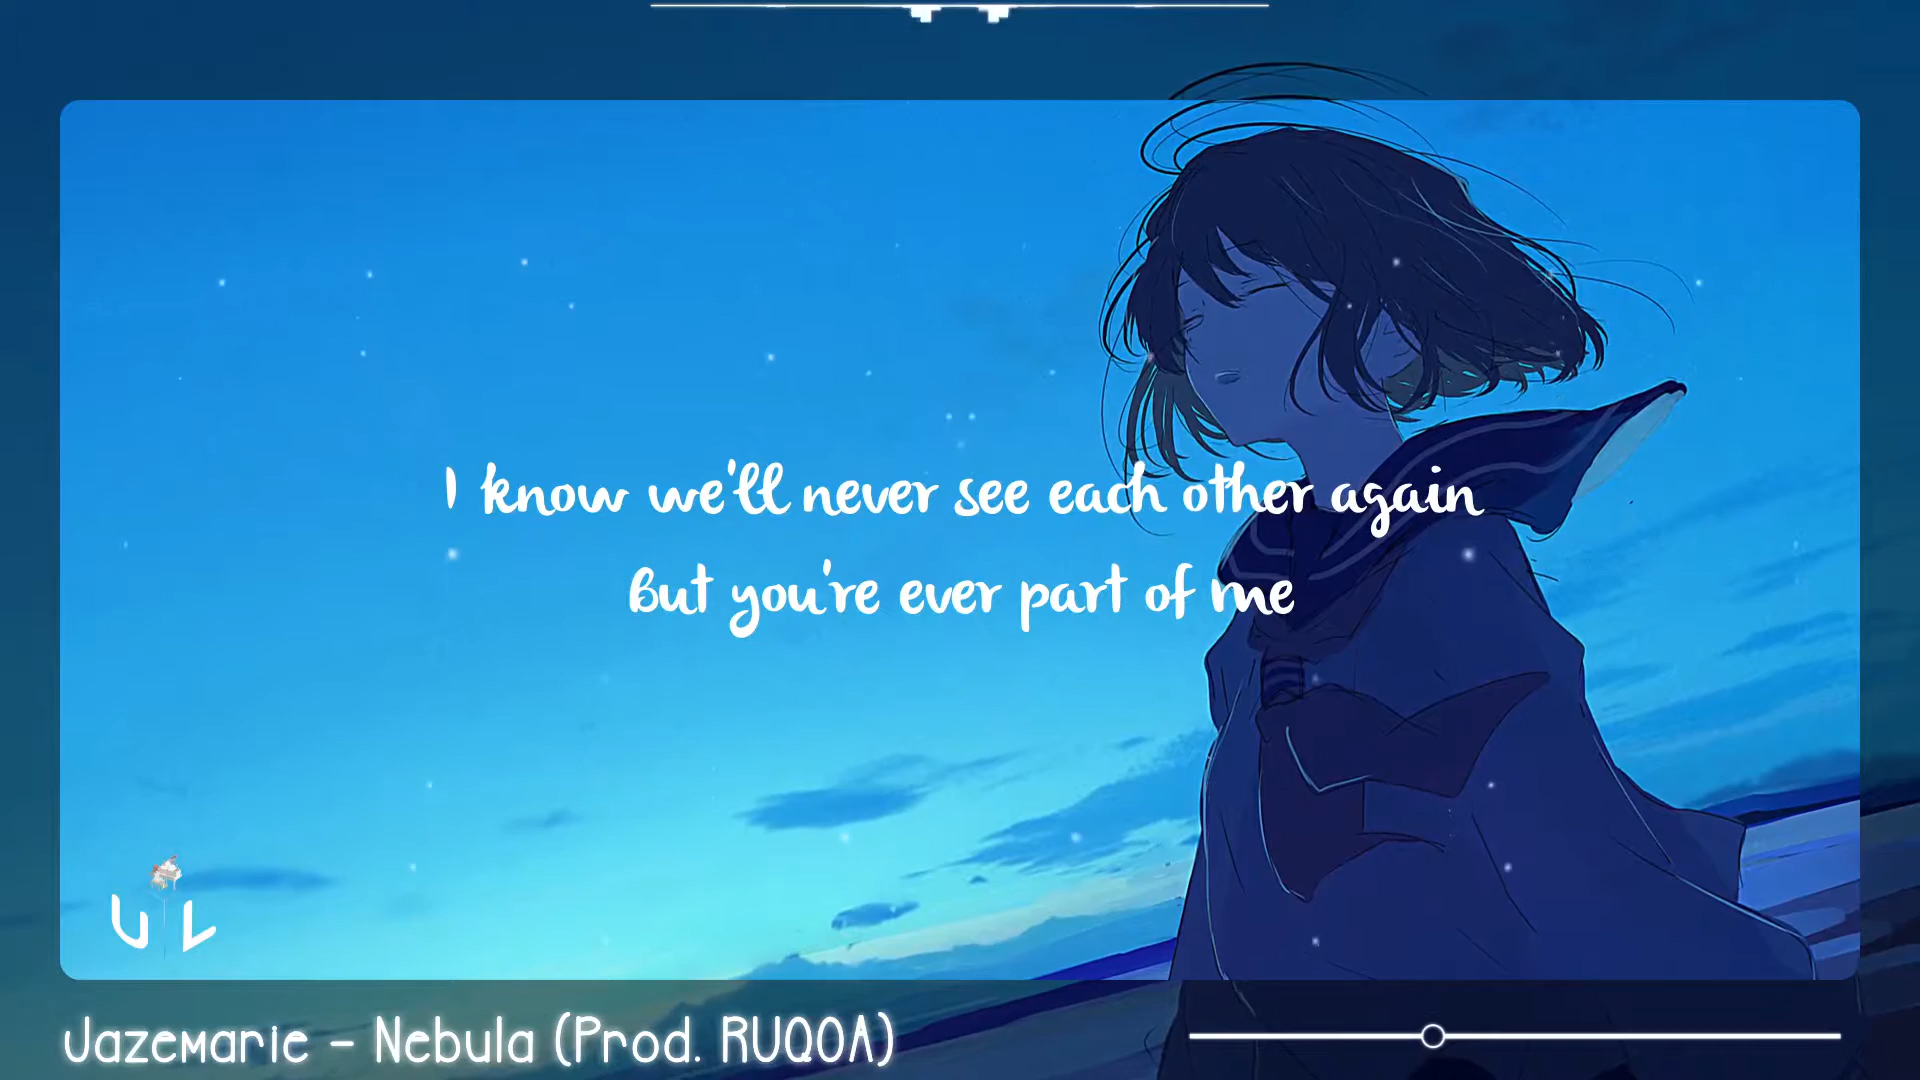 I know we'll never see each other again
But you're ever part of me
UL
Jazemarie - Nebula (Prod. RUQOA)